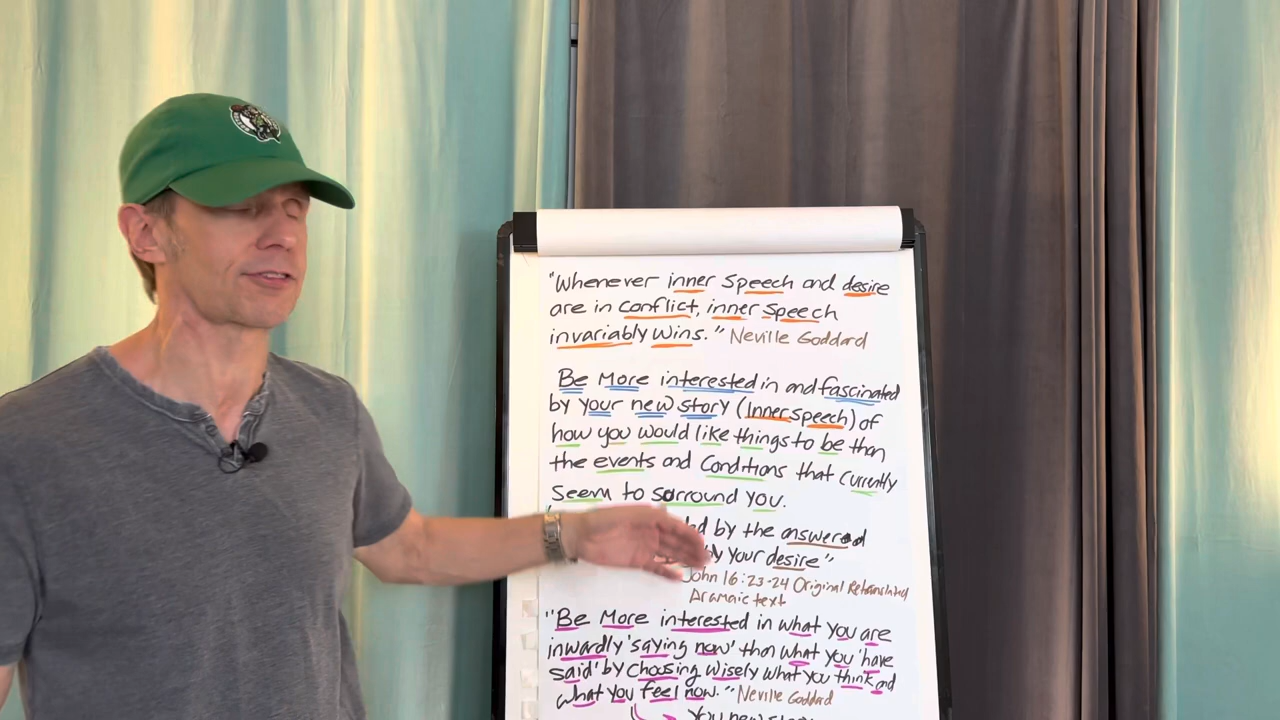 "Whenever inner speech and desire
are in conflict, inner speech
invariably wins." Neville Goddard
Be More interested in and fascinated
by your new story (Inner speech) of
how you would like things to be than
the events and conditions that currently
seem to surround you.
by the answered
by your desire"
John 16:23-24 Original Retranslated
Aramaic text
"Be More interested in what you are
inwardly 'saying now' than what you 'have
said' by choosing wisely what you think and
what you feel now." Neville Goddard